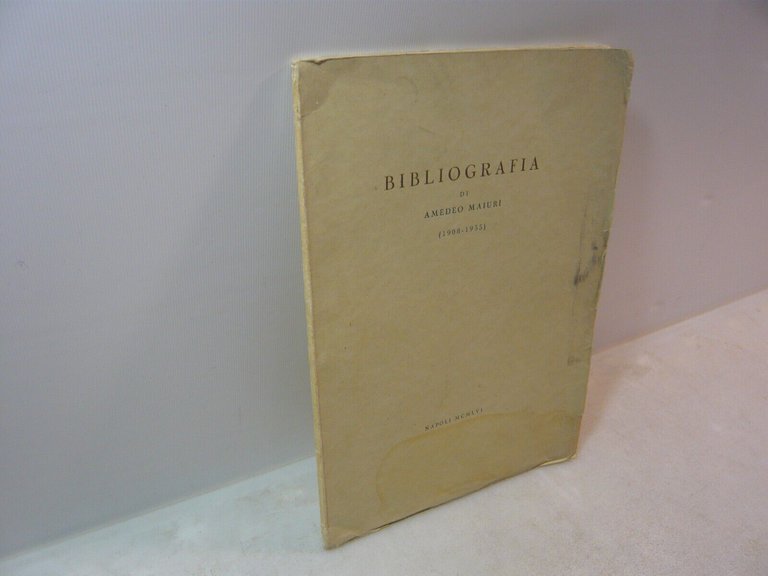 BIBLIOGRAFIA
DI
AMEDEO MAIURI
(1908-1955)
NAPOLI MCMLVI